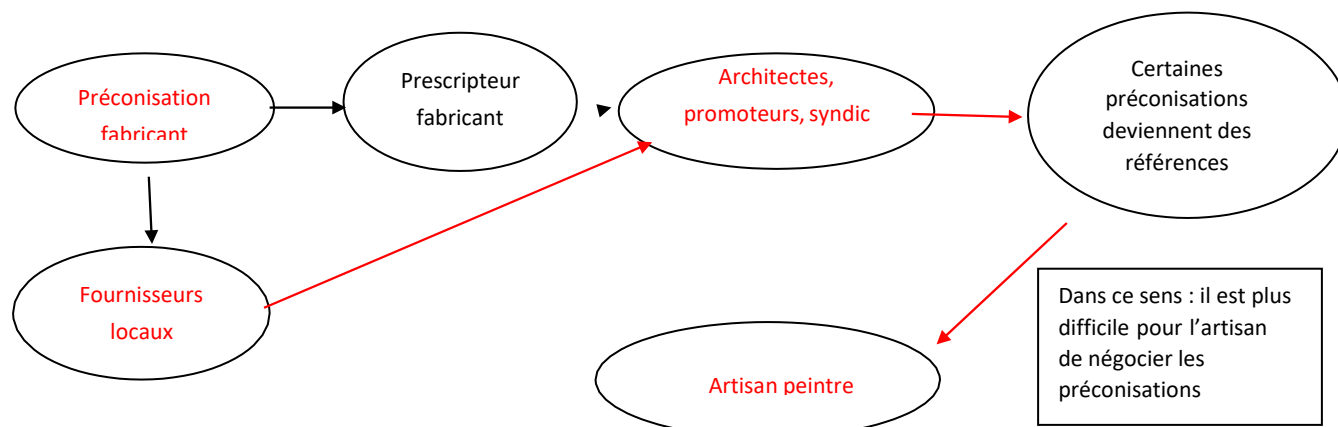 Préconisation
fabricant
Prescripteur
fabricant
Architectes,
promoteurs, syndic
Certaines
préconisations
deviennent des
références
Fournisseurs
locaux
Artisan peintre
Dans ce sens : il est plus
difficile pour l’artisan
de négocier les
préconisations